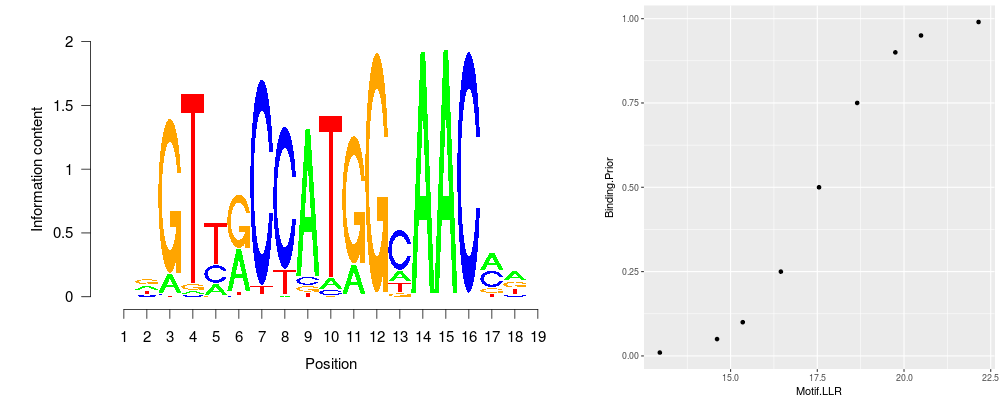 Information content
2
1.5
1
0.5
0
1 2 3 4 5 6 7 8 9 10 11 12 13 14 15 16 17 18 19
Position
G T T G C C A T G G C A A C A
A C A T A A C
Binding.Prior
1.00
0.75
0.50
0.25
0.00
15.0 17.5 20.0 22.5
Motif.LLR